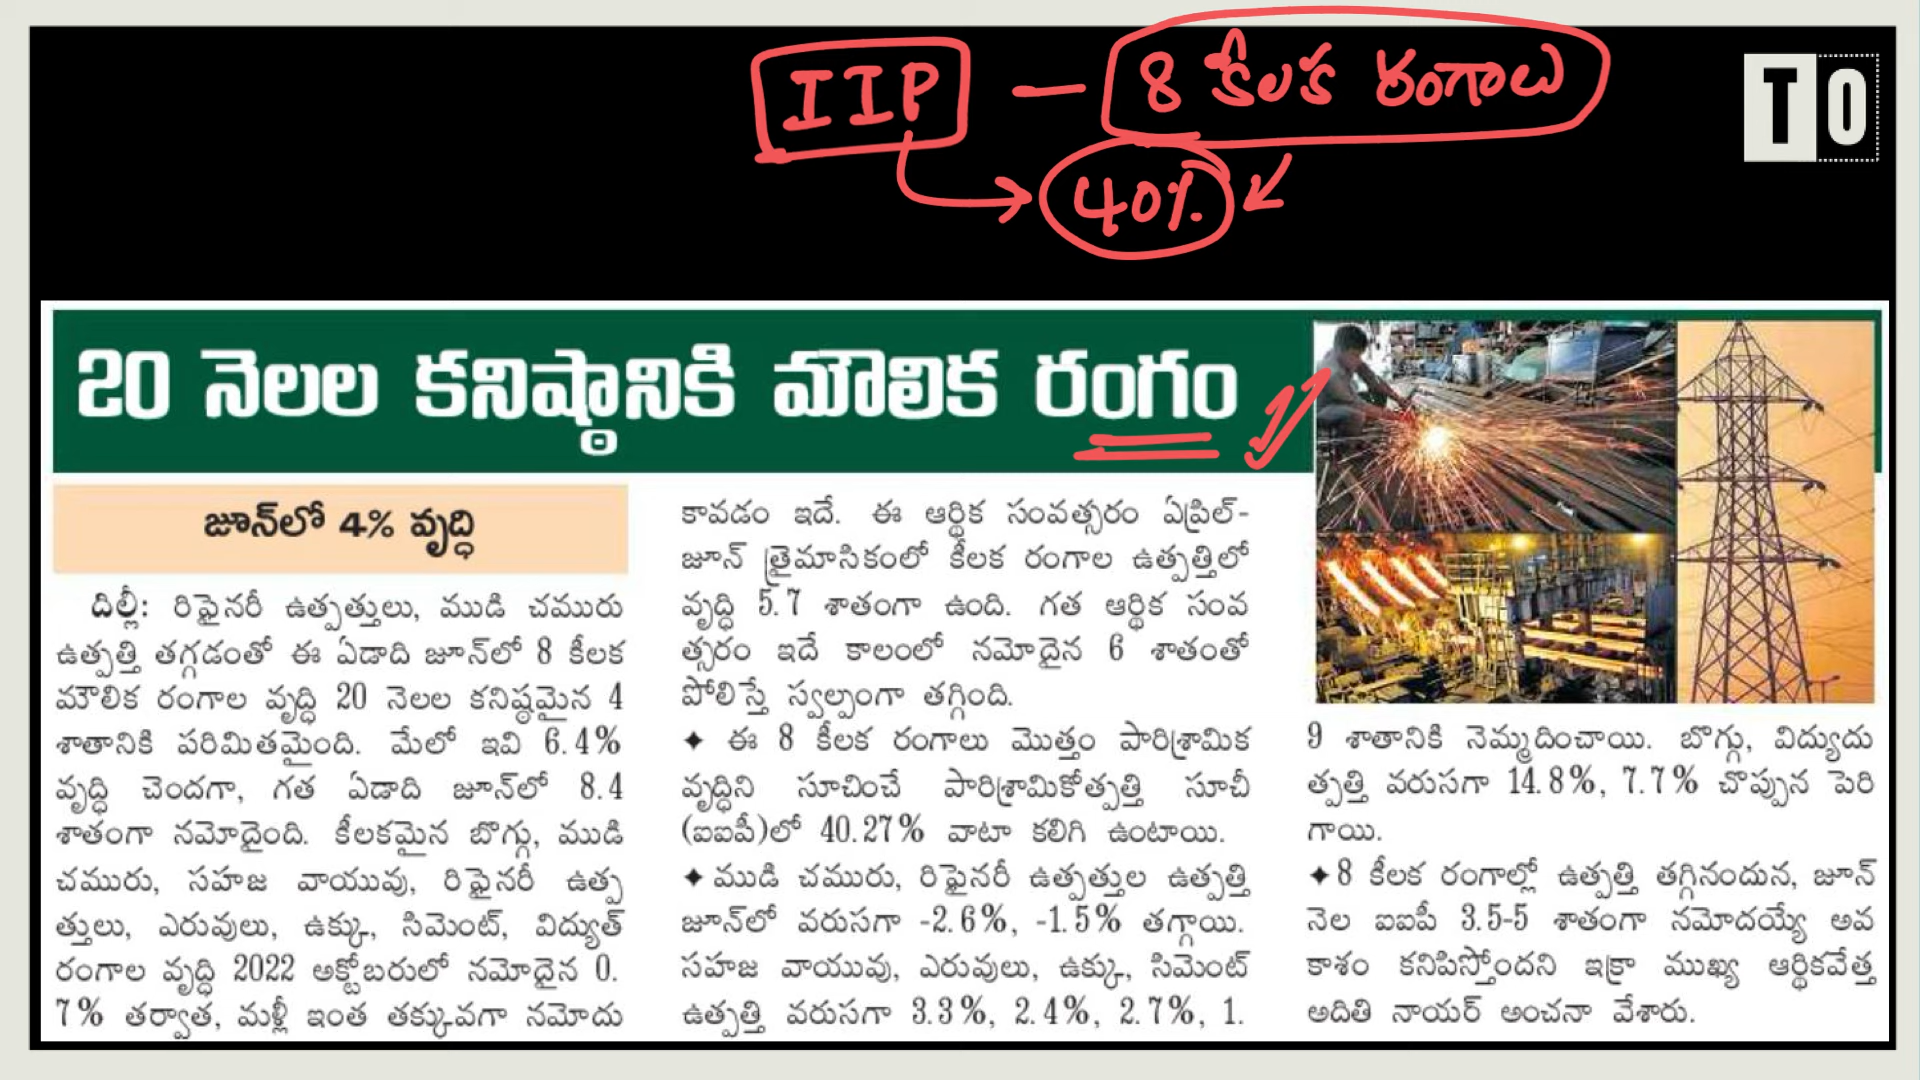 IIP — 8 కీలక రంగాలు
40%
TO
20 నెలల కనిష్ఠానికి మౌలిక రంగం
జూన్‌లో 4% వృద్ధి
దిల్లీ: రిఫైనరీ ఉత్పత్తులు, ముడి చమురు
ఉత్పత్తి తగ్గడంతో ఈ ఏడాది జూన్‌లో 8 కీలక
మౌలిక రంగాల వృద్ధి 20 నెలల కనిష్ఠమైన 4
శాతానికి పరిమితమైంది. మేలో ఇవి 6.4%
వృద్ధి చెందగా, గత ఏడాది జూన్‌లో 8.4
శాతంగా నమోదైంది. కీలకమైన బొగ్గు, ముడి
చమురు, సహజ వాయువు, రిఫైనరీ ఉత్ప
త్తులు, ఎరువులు, ఉక్కు, సిమెంట్, విద్యుత్
రంగాల వృద్ధి 2022 అక్టోబరులో నమోదైన 0.
7% తర్వాత, మళ్లీ ఇంత తక్కువగా నమోదు
కావడం ఇదే. ఈ ఆర్థిక సంవత్సరం ఏప్రిల్-
జూన్ త్రైమాసికంలో కీలక రంగాల ఉత్పత్తిలో
వృద్ధి 5.7 శాతంగా ఉంది. గత ఆర్థిక సంవ
త్సరం ఇదే కాలంలో నమోదైన 6 శాతంతో
పోలిస్తే స్వల్పంగా తగ్గింది.
✦ ఈ 8 కీలక రంగాలు మొత్తం పారిశ్రామిక
వృద్ధిని సూచించే పారిశ్రామికోత్పత్తి సూచీ
(ఐఐపీ)లో 40.27% వాటా కలిగి ఉంటాయి.
✦ ముడి చమురు, రిఫైనరీ ఉత్పత్తుల ఉత్పత్తి
జూన్‌లో వరుసగా -2.6%, -1.5% తగ్గాయి.
సహజ వాయువు, ఎరువులు, ఉక్కు, సిమెంట్
ఉత్పత్తి వరుసగా 3.3%, 2.4%, 2.7%, 1.
9 శాతానికి నెమ్మదించాయి. బొగ్గు, విద్యుదు
త్పత్తి వరుసగా 14.8%, 7.7% చొప్పున పెరి
గాయి.
✦ 8 కీలక రంగాల్లో ఉత్పత్తి తగ్గినందున, జూన్
నెల ఐఐపీ 3.5-5 శాతంగా నమోదయ్యే అవ
కాశం కనిపిస్తోందని ఇక్రా ముఖ్య ఆర్థికవేత్త
అదితి నాయర్ అంచనా వేశారు.